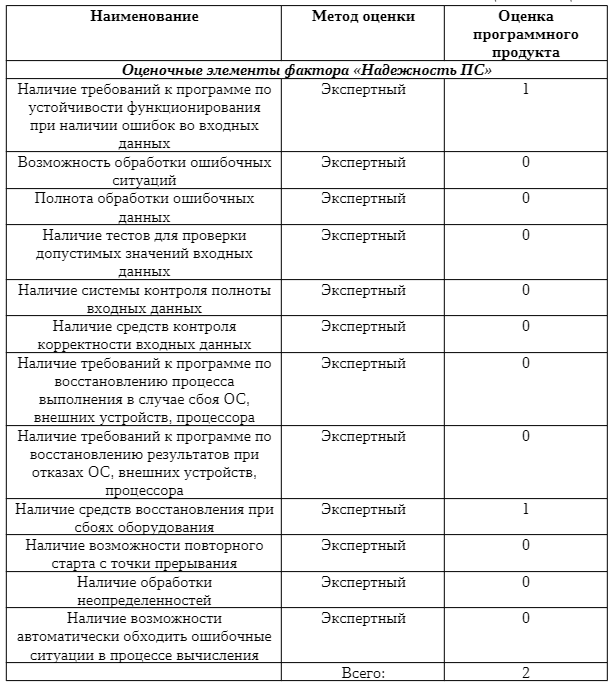 Наименование Метод оценки Оценка
программного
продукта
Оценочные элементы фактора «Надежность ПС»
Наличие требований к программе по Экспертный 1
устойчивости функционирования
при наличии ошибок во входных
данных
Возможность обработки ошибочных Экспертный 0
ситуаций
Полнота обработки ошибочных Экспертный 0
данных
Наличие тестов для проверки Экспертный 0
допустимых значений входных
данных
Наличие системы контроля полноты Экспертный 0
входных данных
Наличие средств контроля Экспертный 0
корректности входных данных
Наличие требований к программе по Экспертный 0
восстановлению процесса
выполнения в случае сбоя ОС,
внешних устройств, процессора
Наличие требований к программе по Экспертный 0
восстановлению результатов при
отказах ОС, внешних устройств,
процессора
Наличие средств восстановления при Экспертный 1
сбоях оборудования
Наличие возможности повторного Экспертный 0
старта с точки прерывания
Наличие обработки Экспертный 0
неопределенностей
Наличие возможности Экспертный 0
автоматически обходить ошибочные
ситуации в процессе вычисления
Всего: 2